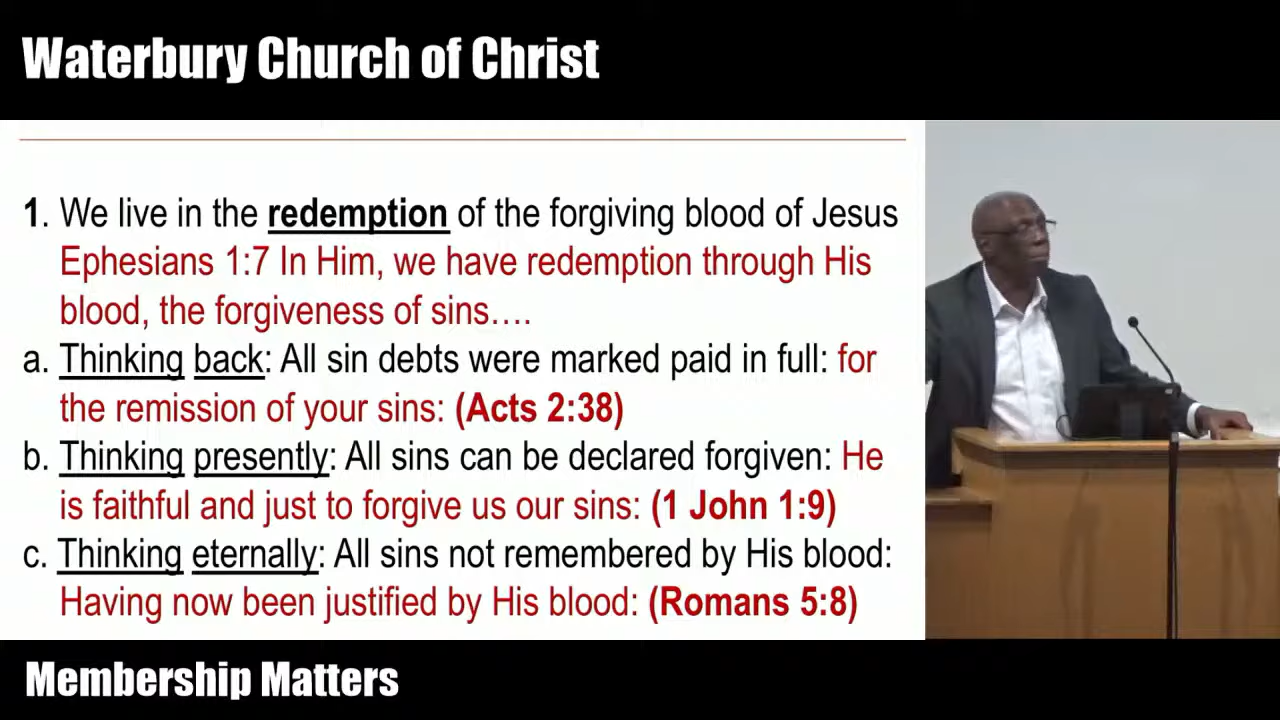 Waterbury Church of Christ
1. We live in the redemption of the forgiving blood of Jesus
Ephesians 1:7 In Him, we have redemption through His
blood, the forgiveness of sins….
a. Thinking back: All sin debts were marked paid in full: for
the remission of your sins: (Acts 2:38)
b. Thinking presently: All sins can be declared forgiven: He
is faithful and just to forgive us our sins: (1 John 1:9)
c. Thinking eternally: All sins not remembered by His blood:
Having now been justified by His blood: (Romans 5:8)
Membership Matters